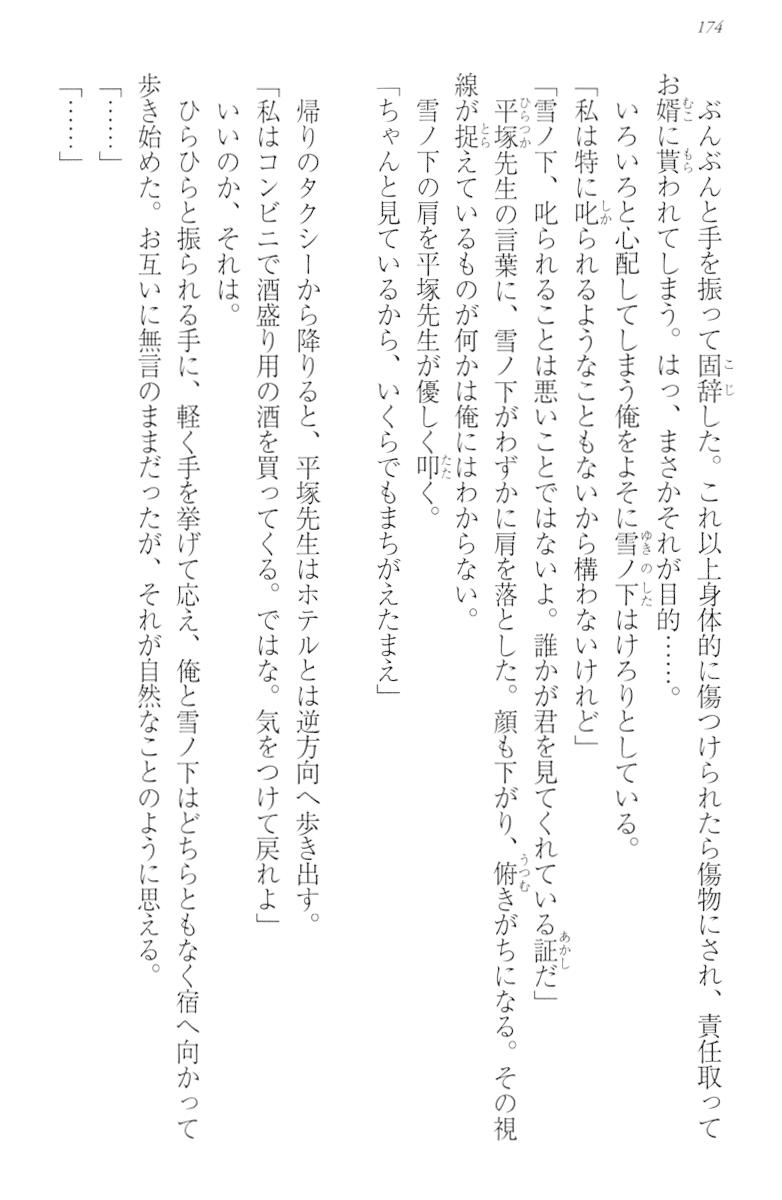 174
ぶんぶんと手を振って固辞した。これ以上身体的に傷つけられたら傷物にされ、責任取って
お婿に貰われてしまう。はっ、まさかそれが目的……。
いろいろと心配してしまう俺をよそに雪ノ下はけろりとしている。
「私は特に叱られるようなこともないから構わないけれど」
「雪ノ下、叱られることは悪いことではないよ。誰かが君を見てくれている証だ」
平塚先生の言葉に、雪ノ下がわずかに肩を落とした。顔も下がり、俯きがちになる。その視
線が捉えているものが何かは俺にはわからない。
雪ノ下の肩を平塚先生が優しく叩く。
「ちゃんと見ているから、いくらでもまちがえたまえ」
帰りのタクシーから降りると、平塚先生はホテルとは逆方向へ歩き出す。
「私はコンビニで酒盛り用の酒を買ってくる。ではな。気をつけて戻れよ」
いいのか、それは。
ひらひらと振られる手に、軽く手を挙げて応え、俺と雪ノ下はどちらともなく宿へ向かって
歩き始めた。お互いに無言のままだったが、それが自然なことのように思える。
「……」
「……」